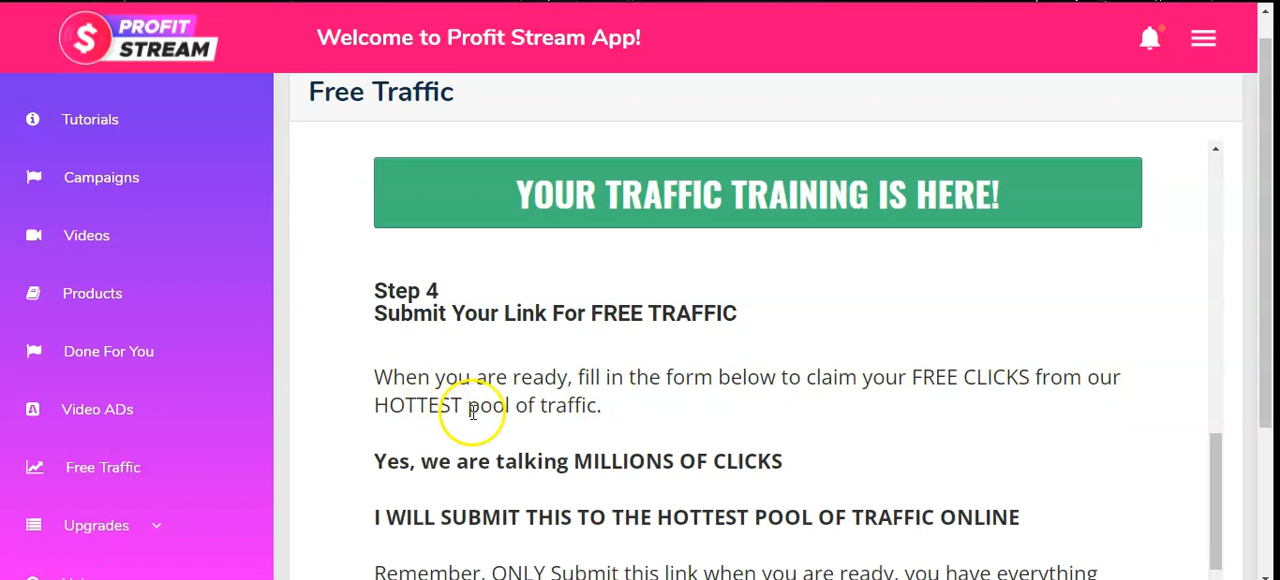 PROFIT
STREAM
Welcome to Profit Stream App!
Tutorials
Campaigns
Videos
Products
Done For You
Video ADs
Free Traffic
Upgrades
Free Traffic
YOUR TRAFFIC TRAINING IS HERE!
Step 4
Submit Your Link For FREE TRAFFIC
When you are ready, fill in the form below to claim your FREE CLICKS from our
HOTTEST pool of traffic.
Yes, we are talking MILLIONS OF CLICKS
I WILL SUBMIT THIS TO THE HOTTEST POOL OF TRAFFIC ONLINE
Remember, ONLY Submit this link when you are ready, you have everything